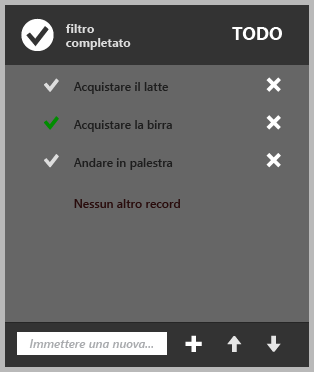 filtro
completato
TODO
Acquistare il latte
Acquistare la birra
Andare in palestra
Nessun altro record
Immettere una nuova...